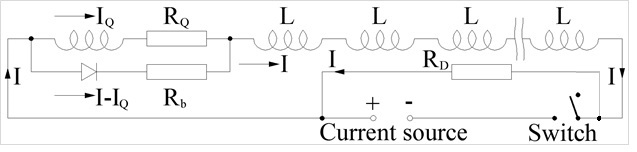 I_Q R_Q L L L L
I I R_D I I
I-I_Q R_b
+ -
Current source Switch